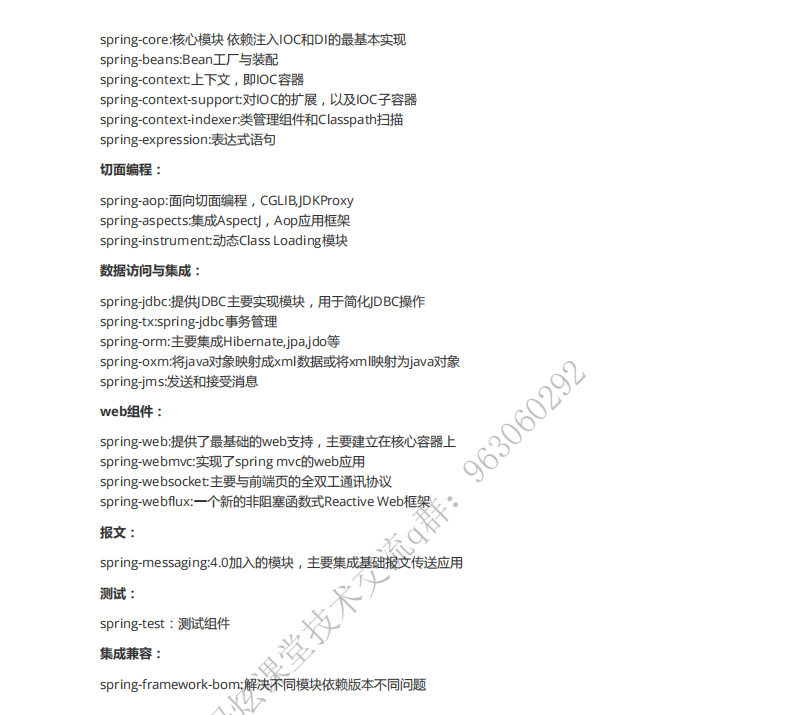 spring-core:核心模块 依赖注入IOC和DI的最基本实现
spring-beans:Bean工厂与装配
spring-context:上下文，即IOC容器
spring-context-support:对IOC的扩展，以及IOC子容器
spring-context-indexer:类管理组件和Classpath扫描
spring-expression:表达式语句
切面编程：
spring-aop:面向切面编程，CGLIB,JDKProxy
spring-aspects:集成AspectJ，Aop应用框架
spring-instrument:动态Class Loading模块
数据访问与集成：
spring-jdbc:提供JDBC主要实现模块，用于简化JDBC操作
spring-tx:spring-jdbc事务管理
spring-orm:主要集成Hibernate,jpa,jdo等
spring-oxm:将java对象映射成xml数据或将xml映射为java对象
spring-jms:发送和接受消息
web组件：
spring-web:提供了最基础的web支持，主要建立在核心容器上
spring-webmvc:实现了spring mvc的web应用
spring-websocket:主要与前端页的全双工通讯协议
spring-webflux:一个新的非阻塞函数式Reactive Web框架
报文：
spring-messaging:4.0加入的模块，主要集成基础报文传送应用
测试：
spring-test：测试组件
集成兼容：
spring-framework-bom:解决不同模块依赖版本不同问题
炫课堂技术交流q群：963060292